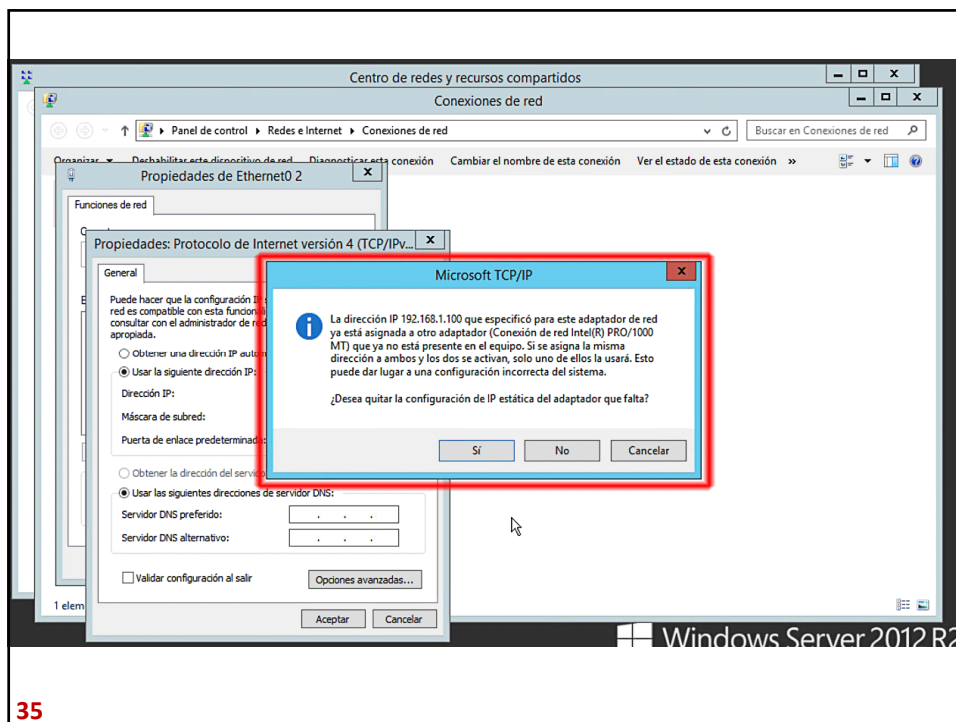 Centro de redes y recursos compartidos
Conexiones de red
Panel de control ▸ Redes e Internet ▸ Conexiones de red
Buscar en Conexiones de red
Organizar Deshabilitar este dispositivo de red Diagnosticar esta conexión Cambiar el nombre de esta conexión Ver el estado de esta conexión »
Propiedades de Ethernet0 2
Funciones de red
Propiedades: Protocolo de Internet versión 4 (TCP/IPv...
General
Puede hacer que la configuración IP
red es compatible con esta
consultar con el administrador de
apropiada.
Obtener una dirección IP
Usar la siguiente dirección IP:
Dirección IP:
Máscara de subred:
Puerta de enlace predeterminada:
Obtener la dirección del
Usar las siguientes direcciones de servidor DNS:
Servidor DNS preferido:
Servidor DNS alternativo:
Validar configuración al salir
Opciones avanzadas...
Aceptar Cancelar
Microsoft TCP/IP
La dirección IP 192.168.1.100 que especificó para este adaptador de red
ya está asignada a otro adaptador (Conexión de red Intel(R) PRO/1000
MT) que ya no está presente en el equipo. Si se asigna la misma
dirección a ambos y los dos se activan, solo uno de ellos la usará. Esto
puede dar lugar a una configuración incorrecta del sistema.
¿Desea quitar la configuración de IP estática del adaptador que falta?
Sí No Cancelar
1 elem
Windows Server 2012 R2
35